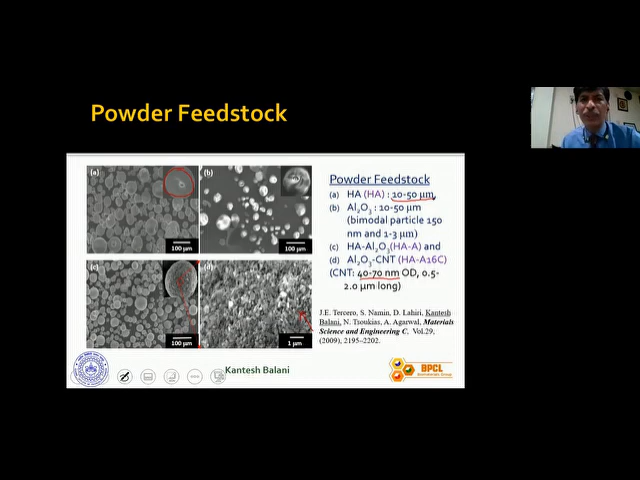 Powder Feedstock
(a)
(b)
100 μm
100 μm
(c)
(d)
100 μm
1 μm
Powder Feedstock
(a) HA (HA) : 10-50 μm,
(b) Al2O3 : 10-50 μm
(bimodal particle 150
nm and 1-3 μm)
(c) HA-Al2O3(HA-A) and
(d) Al2O3-CNT (HA-A16C)
(CNT: 40-70 nm OD, 0.5-
2.0 μm long)
J.E. Tercero, S. Namin, D. Lahiri, Kantesh
Balani, N. Tsoukias, A. Agarwal, Materials
Science and Engineering C, Vol.29,
(2009), 2195–2202.
Kantesh Balani
BPCL